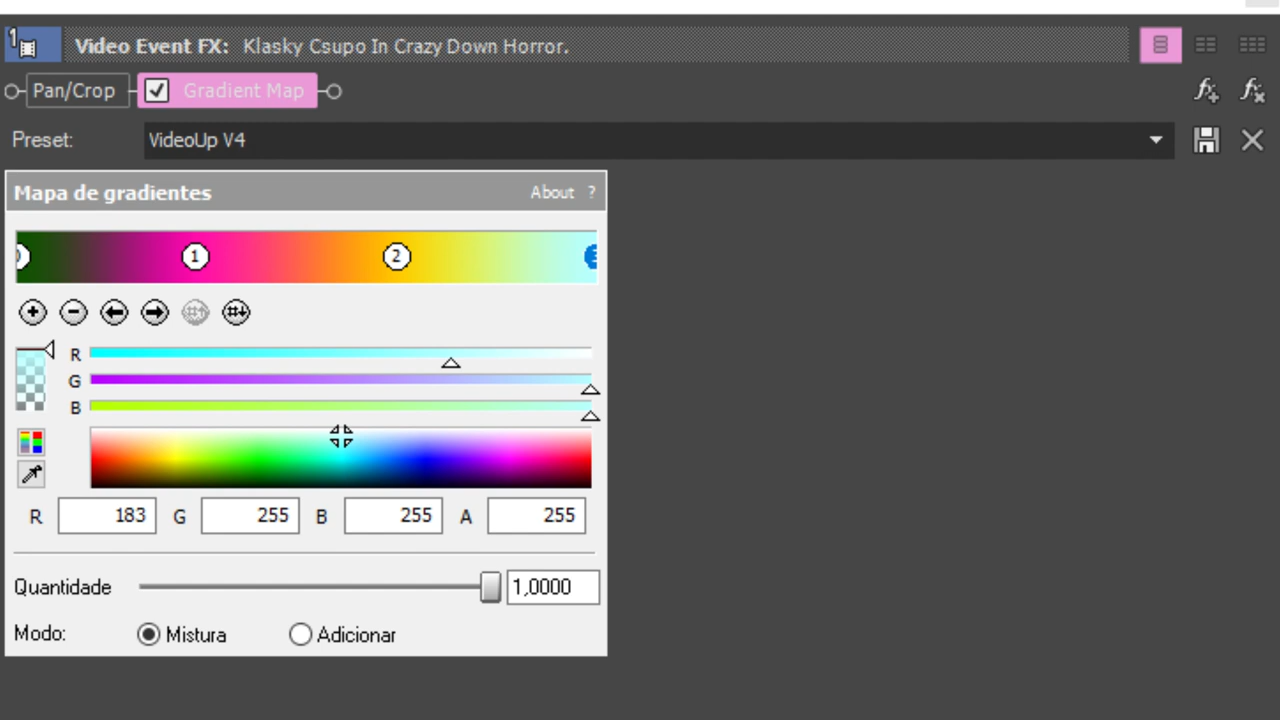 1 Video Event FX: Klasky Csupo In Crazy Down Horror.
Pan/Crop Gradient Map
Preset: VideoUp V4
Mapa de gradientes About ?
1 2
R
G
B
R 183 G 255 B 255 A 255
Quantidade 1,0000
Modo: Mistura Adicionar